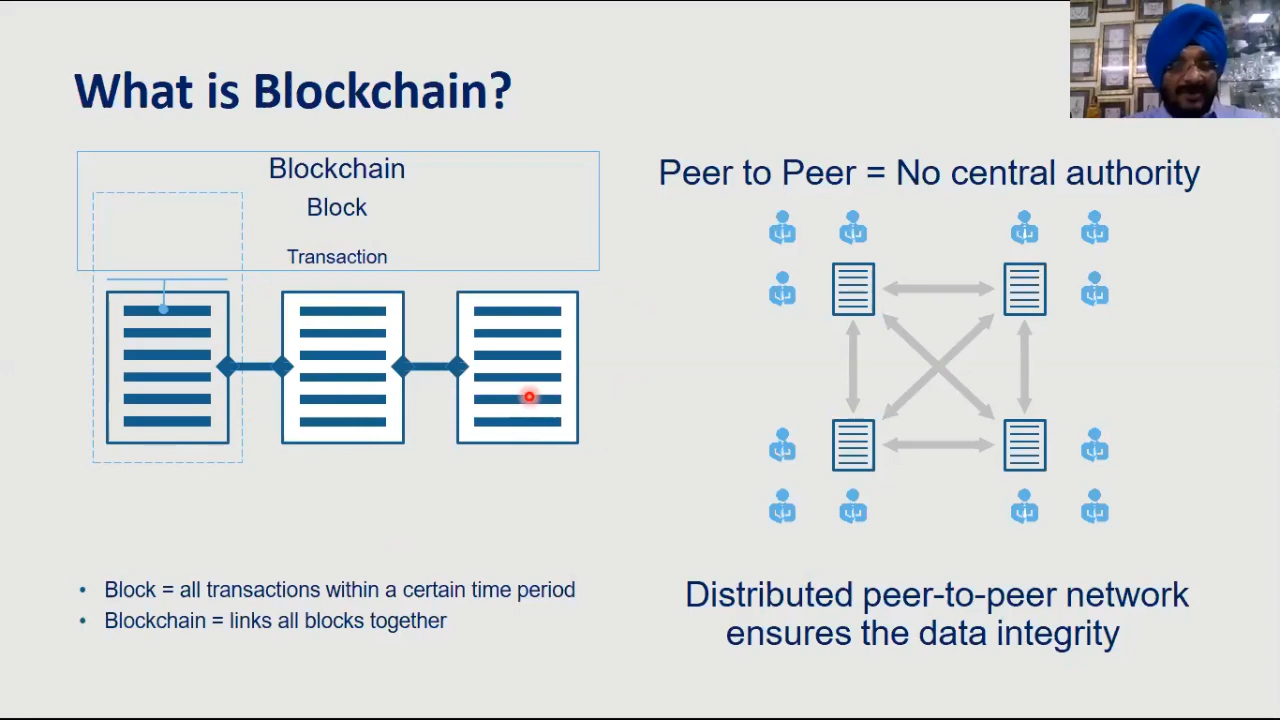 What is Blockchain?
Blockchain
Block
Transaction
• Block = all transactions within a certain time period
• Blockchain = links all blocks together
Peer to Peer = No central authority
Distributed peer-to-peer network
ensures the data integrity